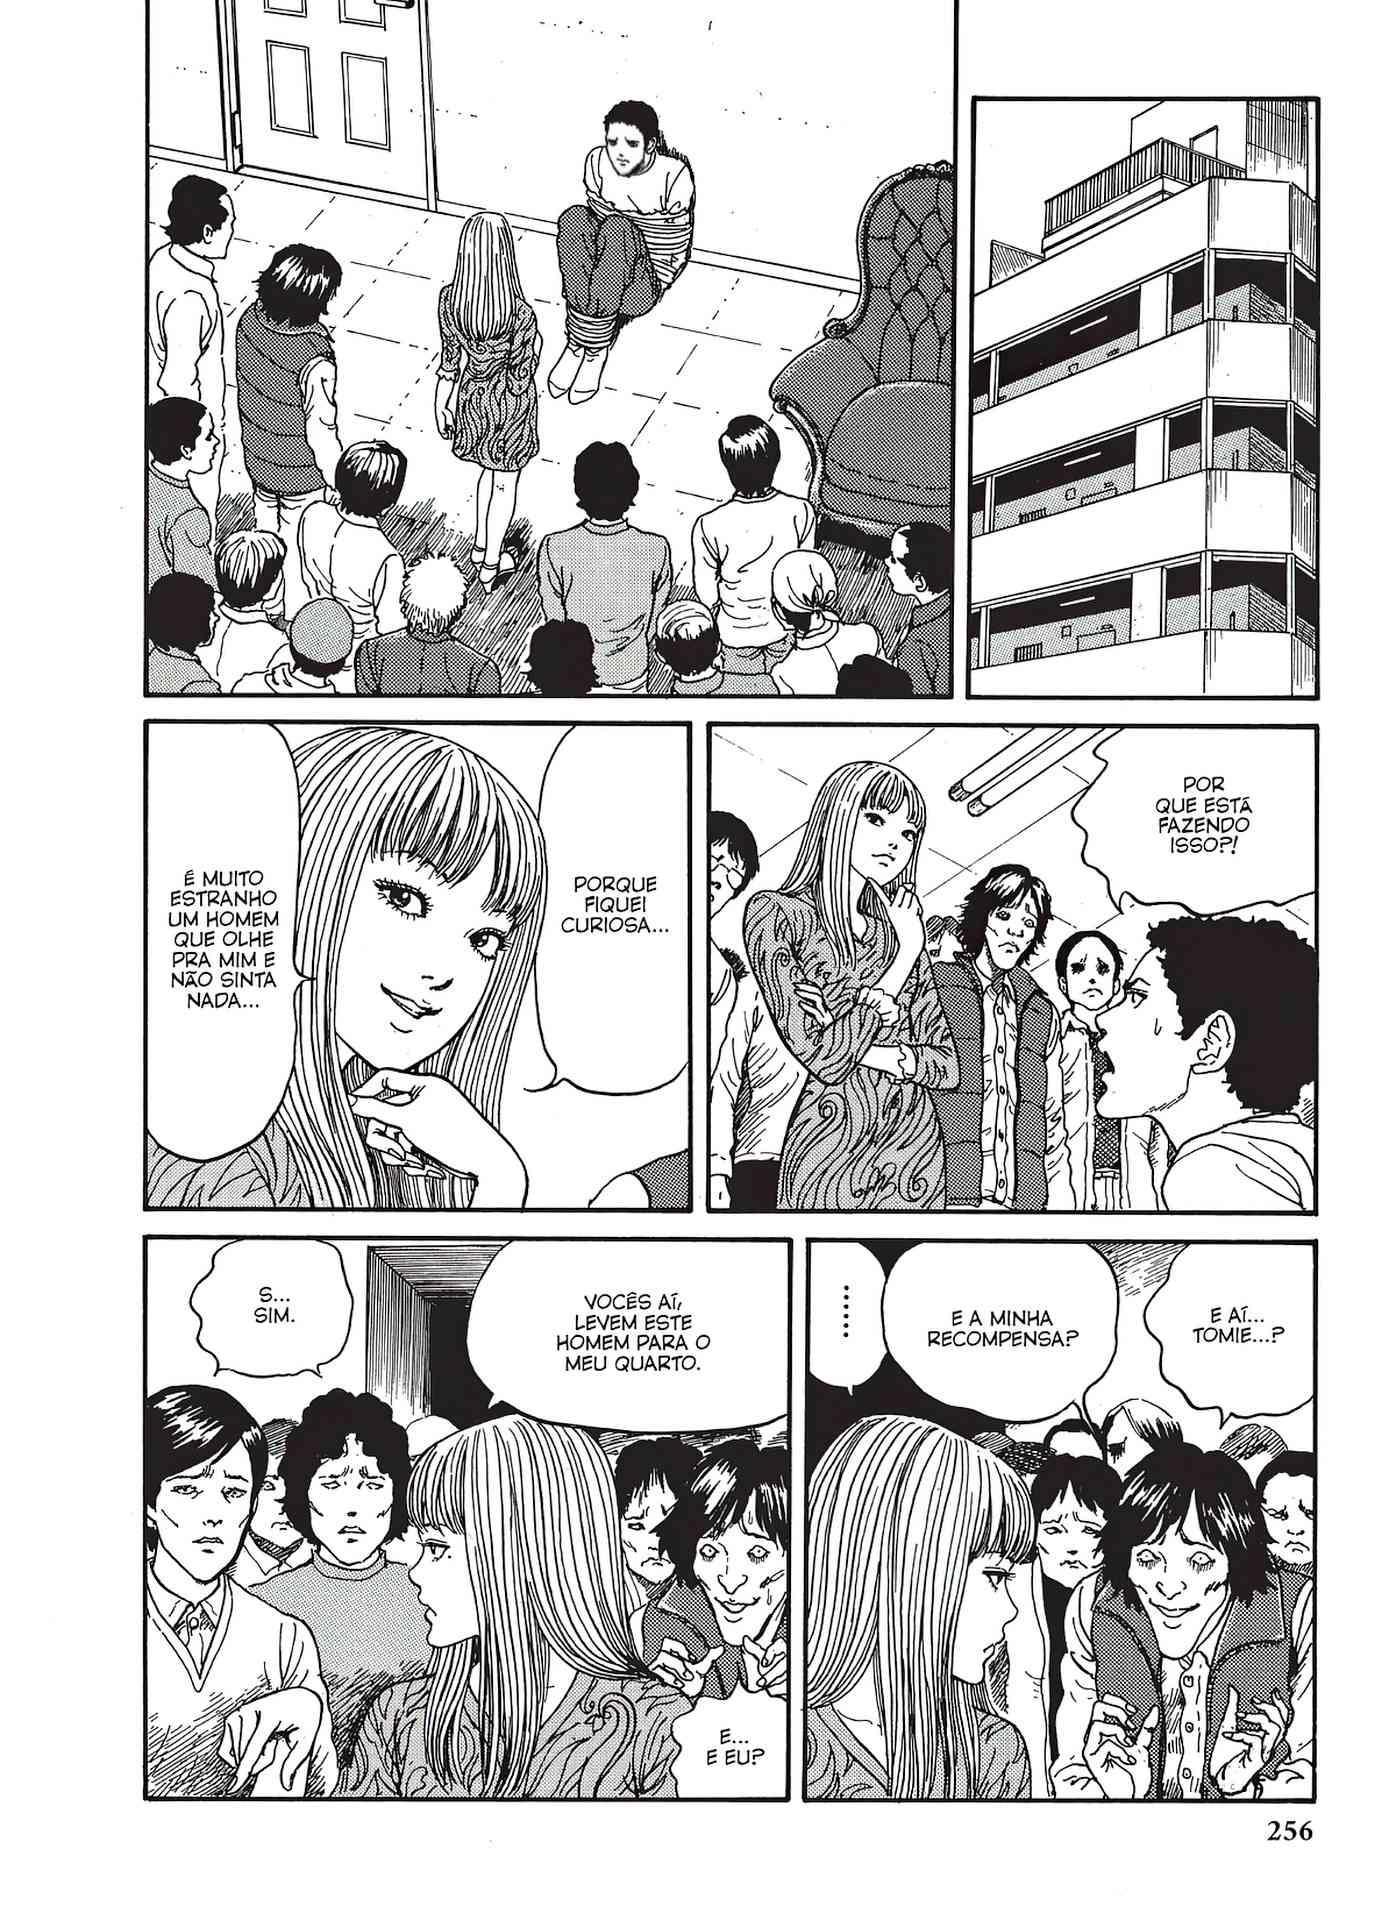 POR
QUE ESTÁ
FAZENDO
ISSO?!
PORQUE
FIQUEI
CURIOSA...
É MUITO
ESTRANHO
UM HOMEM
QUE OLHE
PRA MIM E
NÃO SINTA
NADA...
E AÍ...
TOMIE...?
E A MINHA
RECOMPENSA?
......
VOCÊS AÍ,
LEVEM ESTE
HOMEM PARA O
MEU QUARTO.
S...
SIM.
E...
E EU?
256